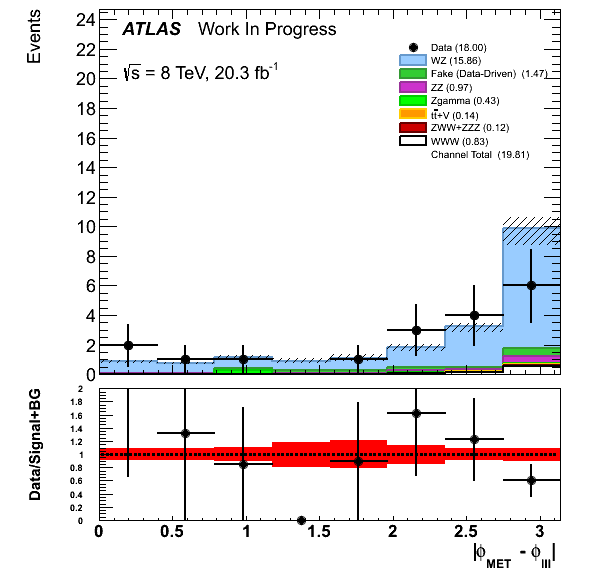 Events
ATLAS Work In Progress
√s = 8 TeV, 20.3 fb-1
Data (18.00)
WZ (15.86)
Fake (Data-Driven) (1.47)
ZZ (0.97)
Zgamma (0.43)
tt̄+V (0.14)
ZWW+ZZZ (0.12)
WWW (0.83)
Channel Total (19.81)
24
22
20
18
16
14
12
10
8
6
4
2
0
Data/Signal+BG
2
1.8
1.6
1.4
1.2
1
0.8
0.6
0.4
0.2
0
0 0.5 1 1.5 2 2.5 3
|ϕMET - ϕlll|